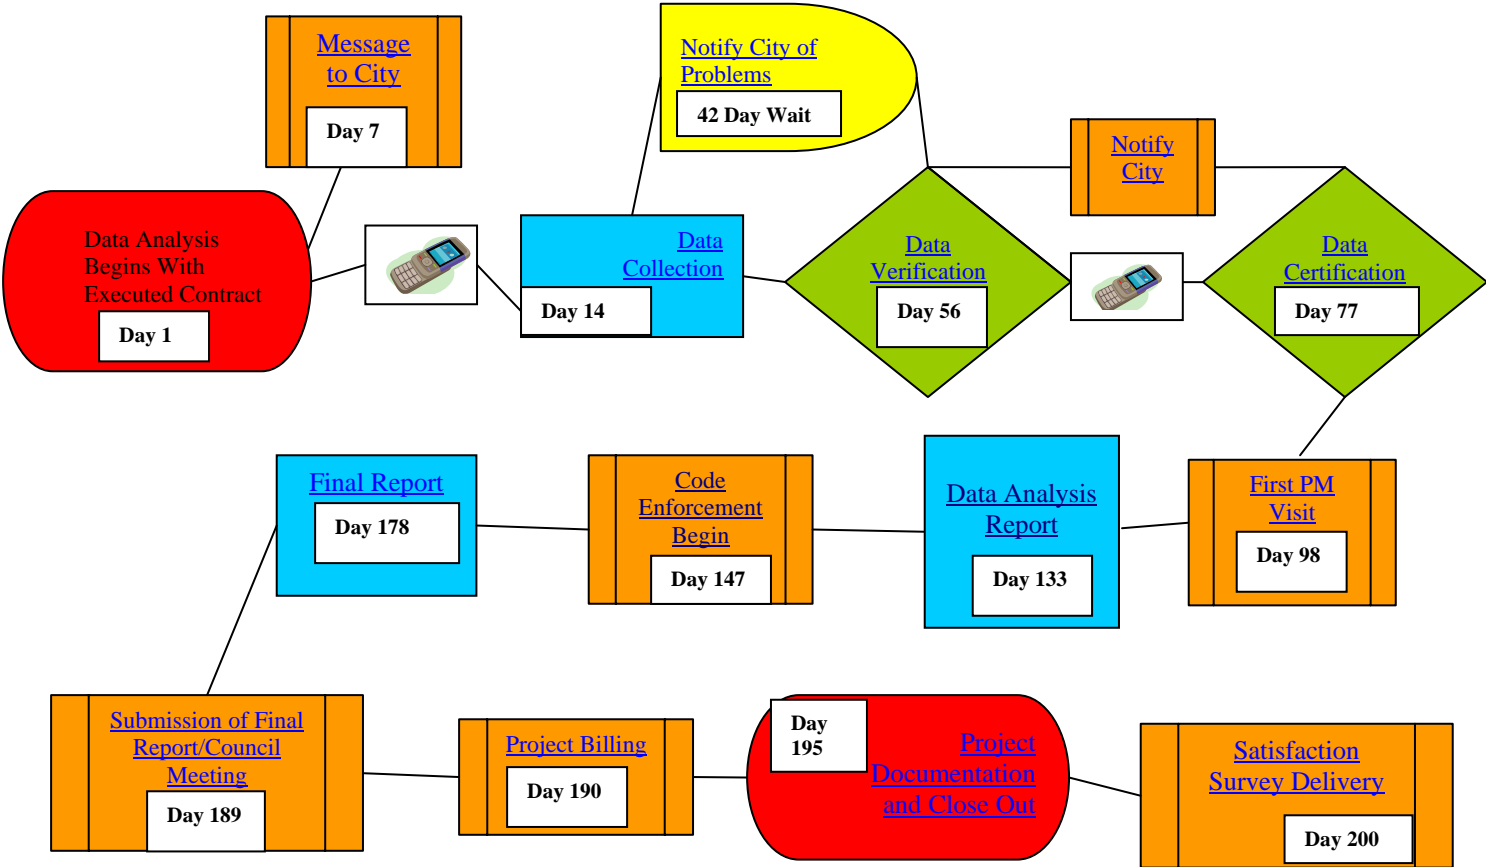 Message
to City
Day 7
Notify City of
Problems
42 Day Wait
Notify
City
Data Analysis
Begins With
Executed Contract
Day 1
Data
Collection
Day 14
Data
Verification
Day 56
Data
Certification
Day 77
Final Report
Day 178
Code
Enforcement
Begin
Day 147
Data Analysis
Report
Day 133
First PM
Visit
Day 98
Submission of Final
Report/Council
Meeting
Day 189
Project Billing
Day 190
Day
195
Project
Documentation
and Close Out
Satisfaction
Survey Delivery
Day 200